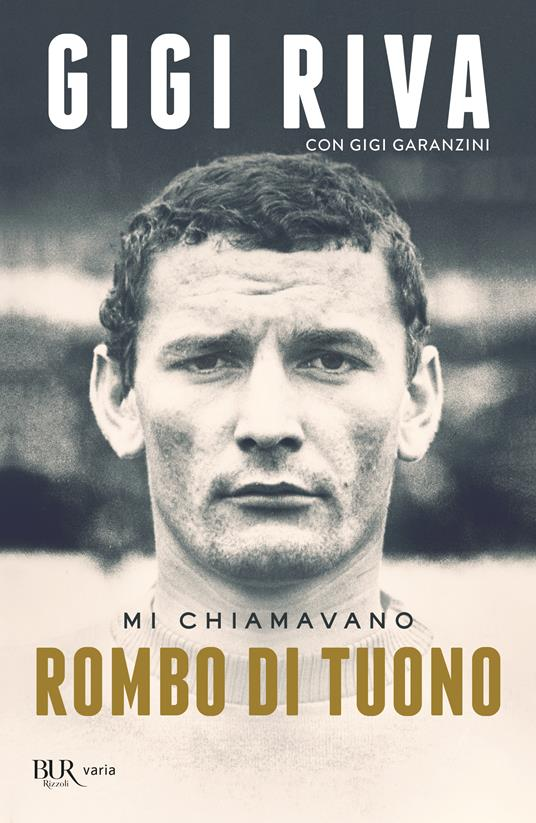 GIGI RIVA
CON GIGI GARANZINI
MI CHIAMAVANO
ROMBO DI TUONO
BUR varia
Rizzoli